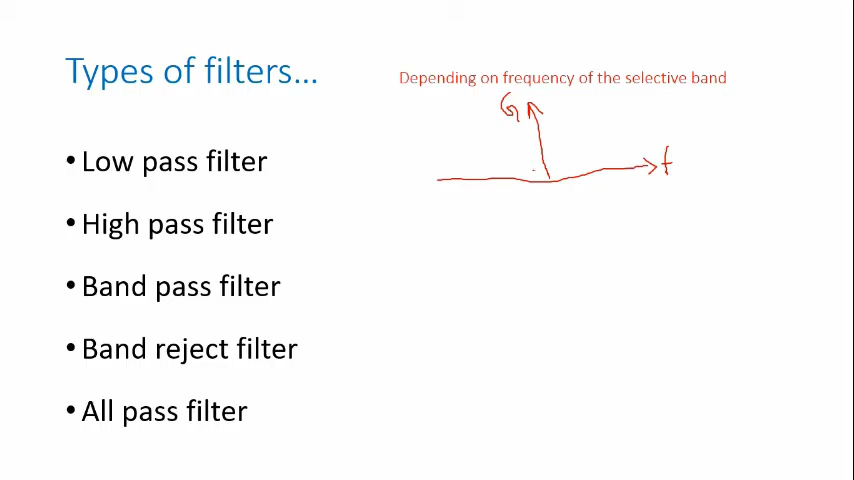 Types of filters...
Depending on frequency of the selective band
G
f
• Low pass filter
• High pass filter
• Band pass filter
• Band reject filter
• All pass filter